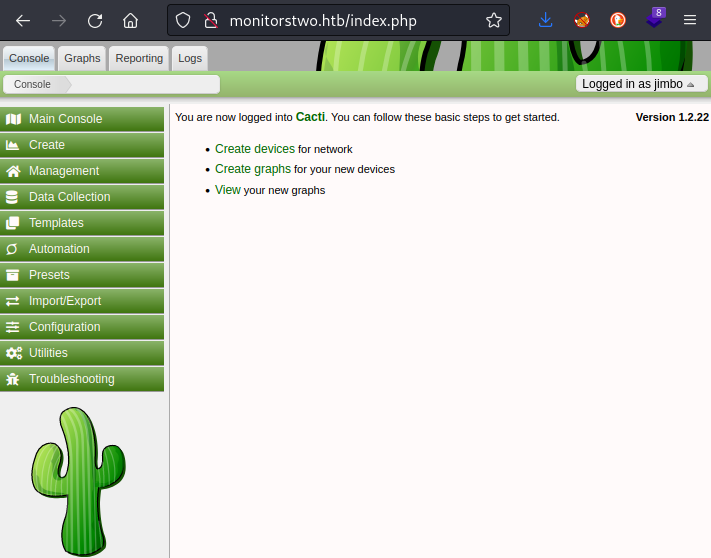 monitorstwo.htb/index.php
8
Console Graphs Reporting Logs
Console
Logged in as jimbo
Main Console
Create
Management
Data Collection
Templates
Automation
Presets
Import/Export
Configuration
Utilities
Troubleshooting
You are now logged into Cacti. You can follow these basic steps to get started. Version 1.2.22
Create devices for network
Create graphs for your new devices
View your new graphs